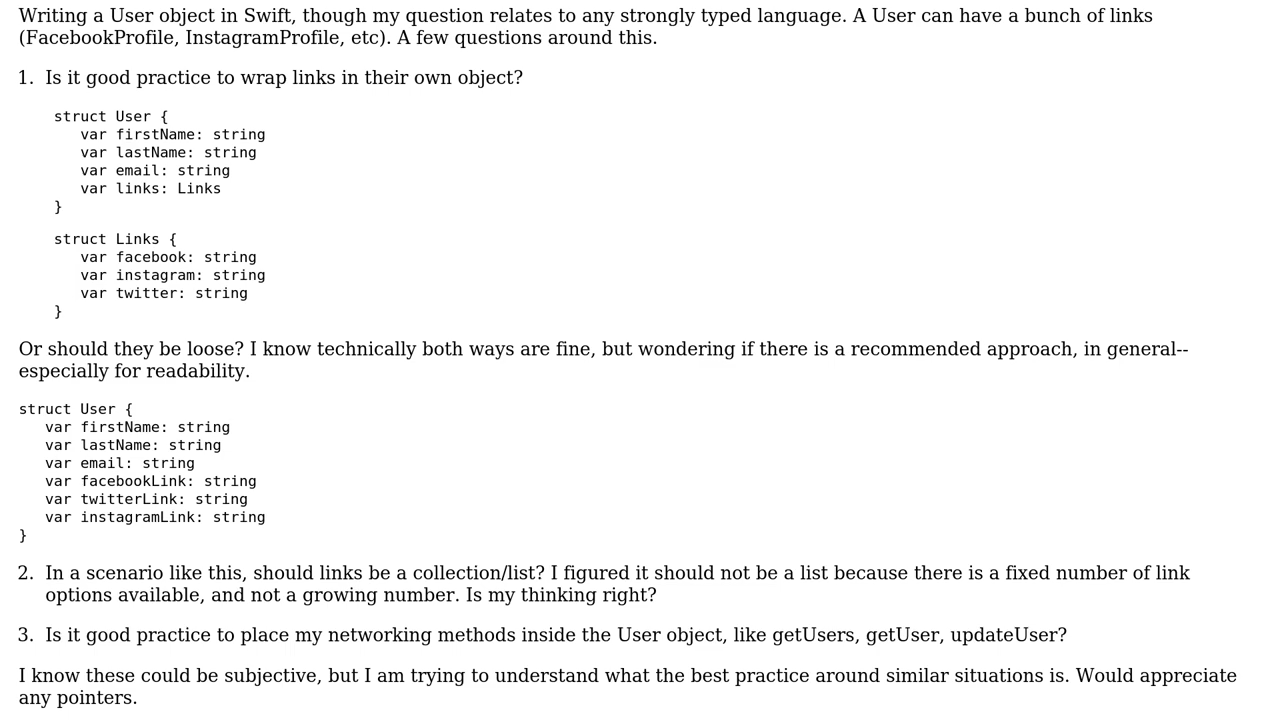 Writing a User object in Swift, though my question relates to any strongly typed language. A User can have a bunch of links
(FacebookProfile, InstagramProfile, etc). A few questions around this.
1. Is it good practice to wrap links in their own object?
struct User {
   var firstName: string
   var lastName: string
   var email: string
   var links: Links
}
struct Links {
   var facebook: string
   var instagram: string
   var twitter: string
}
Or should they be loose? I know technically both ways are fine, but wondering if there is a recommended approach, in general--
especially for readability.
struct User {
   var firstName: string
   var lastName: string
   var email: string
   var facebookLink: string
   var twitterLink: string
   var instagramLink: string
}
2. In a scenario like this, should links be a collection/list? I figured it should not be a list because there is a fixed number of link
options available, and not a growing number. Is my thinking right?
3. Is it good practice to place my networking methods inside the User object, like getUsers, getUser, updateUser?
I know these could be subjective, but I am trying to understand what the best practice around similar situations is. Would appreciate
any pointers.